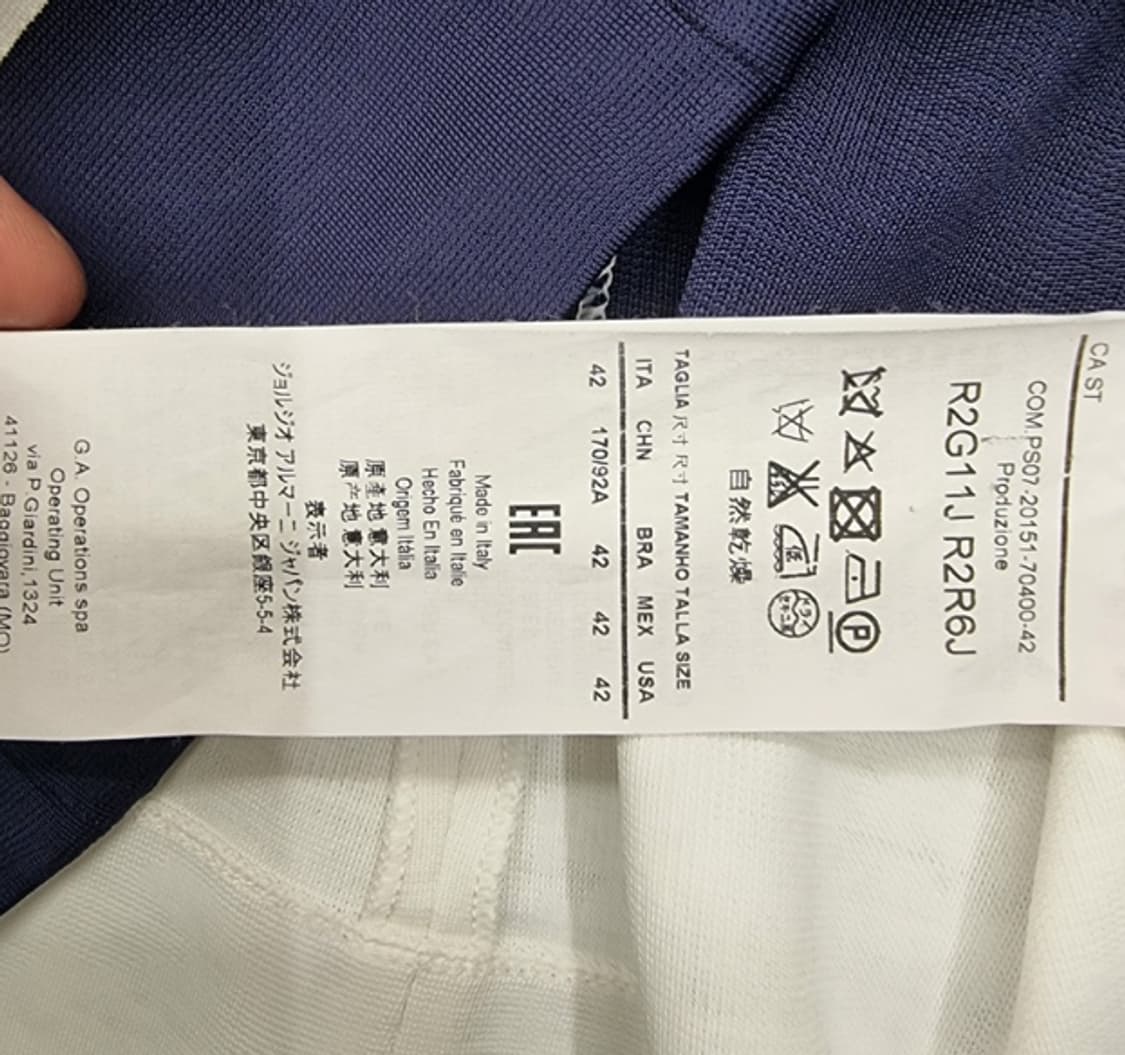 CA ST
COM.PS07-20151-70400-42
Produzione
R2G11J R2R6J
P
自然乾燥
TAGLIA 尺寸 尺寸 TAMANHO TALLA SIZE
ITA CHN BRA MEX USA
42 170/92A 42 42 42
EAC
Made in Italy
Fabriqué en Italie
Hecho En Italia
Origem Itália
原産地 意大利
原产地 意大利
表示者
ジョルジオ アルマーニ ジャパン株式会社
東京都中央区銀座5-5-4
G.A. Operations spa
Operating Unit
via P.Giardini,1324
41126 - Baggiovara (MO)